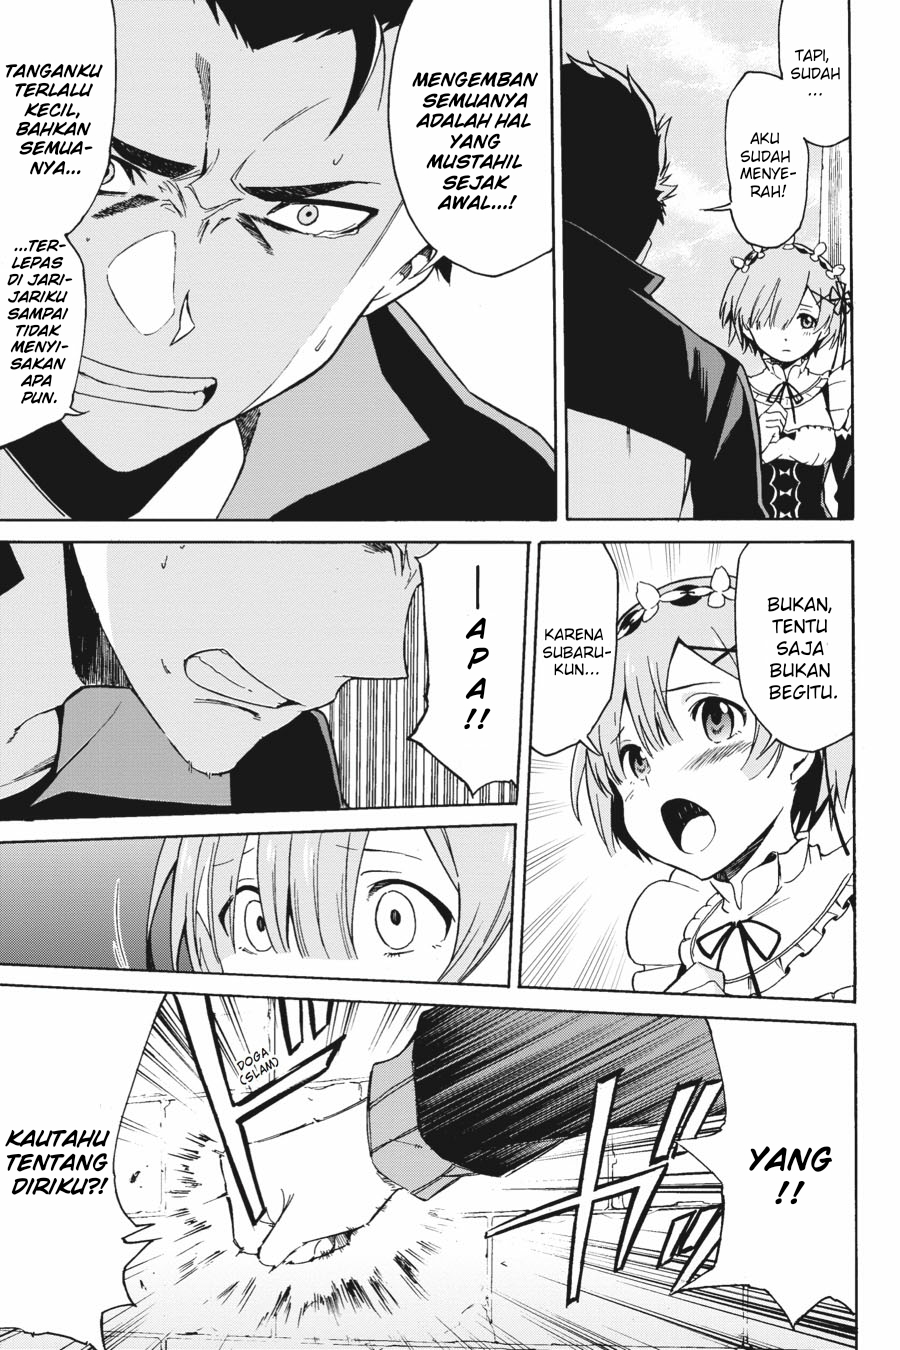 TAPI,
SUDAH
...
AKU
SUDAH
MENYE-
RAH!
MENGEMBAN
SEMUANYA
ADALAH HAL
YANG
MUSTAHIL
SEJAK
AWAL...!
TANGANKU
TERLALU
KECIL,
BAHKAN
SEMUA-
NYA...
...TER-
LEPAS
DI JARI-
JARIKU
SAMPAI
TIDAK
MENYI-
SAKAN
APA
PUN.
BUKAN,
TENTU
SAJA
BUKAN
BEGITU.
KARENA
SUBARU-
KUN...
—APA!!
YANG
!!
ドガ
DOGA
(SLAM)
KAUTAHU
TENTANG
DIRIKU?!